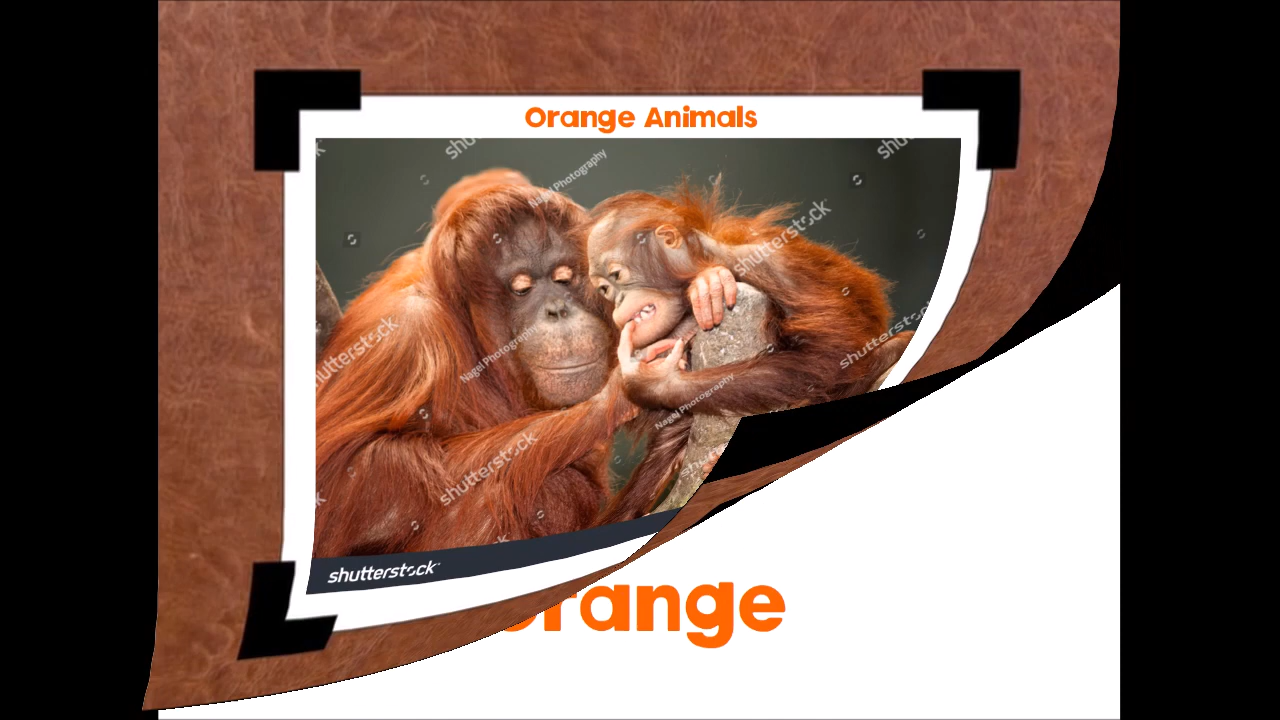 Orange Animals
shutterstock
Nagel Photography
shutterstock
shutterstock
shutterstock
Nagel Photography
shutterstock
Nagel Photography
shutterstock
shutterstock
orange